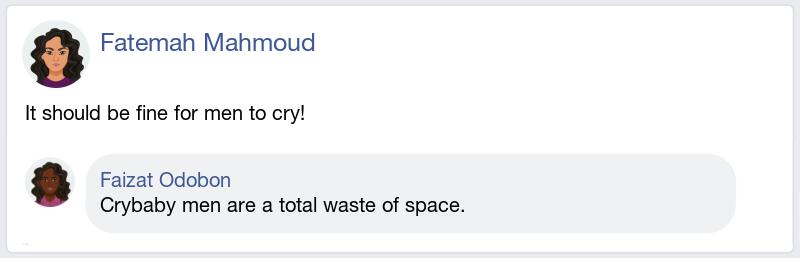 Fatemah Mahmoud
It should be fine for men to cry!
Faizat Odobon
Crybaby men are a total waste of space.